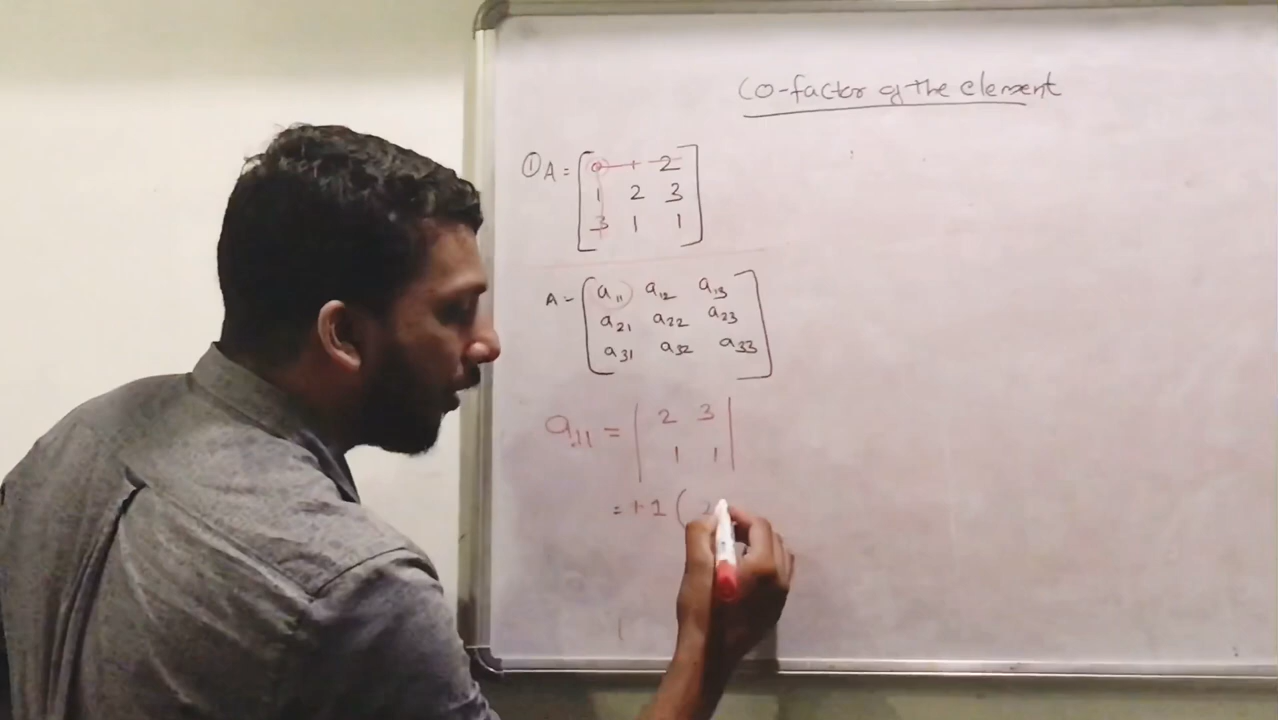 Co-factor of the element
① A = [ 0 1 2
1 2 3
3 1 1 ]
A = [ a11 a12 a13
a21 a22 a23
a31 a32 a33 ]
a11 = | 2 3
1 1 |
= +1 ( 2